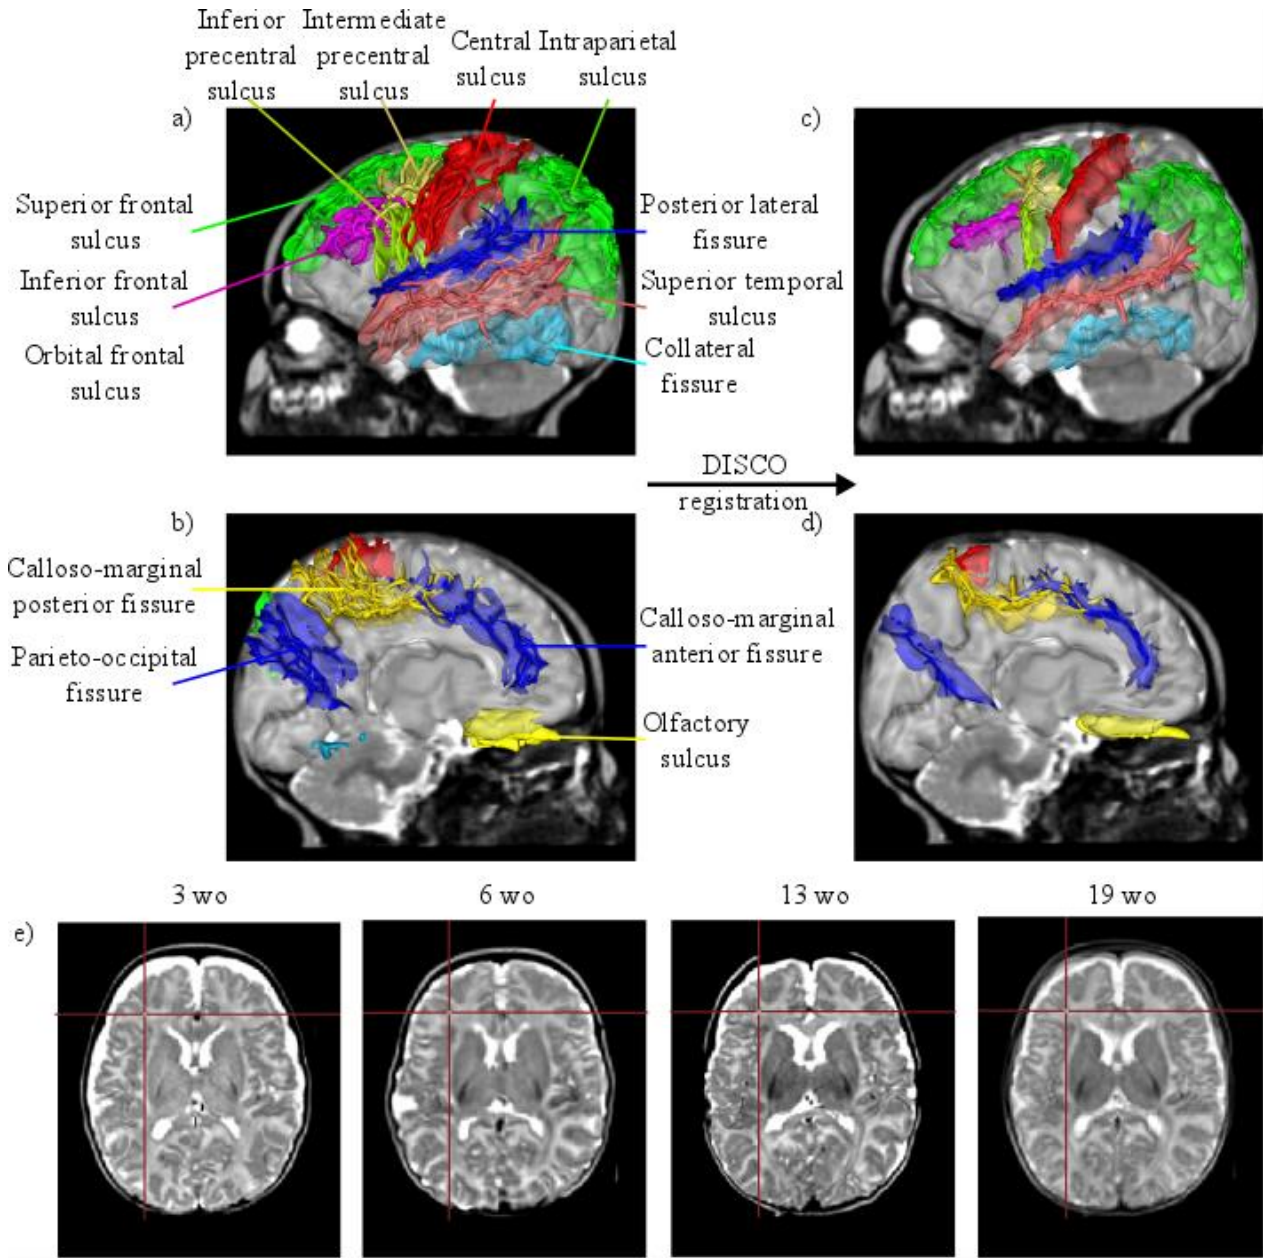 Inferior
precentral
sulcus
Intermediate
precentral
sulcus
Central
sulcus
Intraparietal
sulcus
a)
c)
Superior frontal
sulcus
Inferior frontal
sulcus
Orbital frontal
sulcus
Posterior lateral
fissure
Superior temporal
sulcus
Collateral
fissure
DISCO
registration
b)
d)
Calloso-marginal
posterior fissure
Parieto-occipital
fissure
Calloso-marginal
anterior fissure
Olfactory
sulcus
3 wo
6 wo
13 wo
19 wo
e)